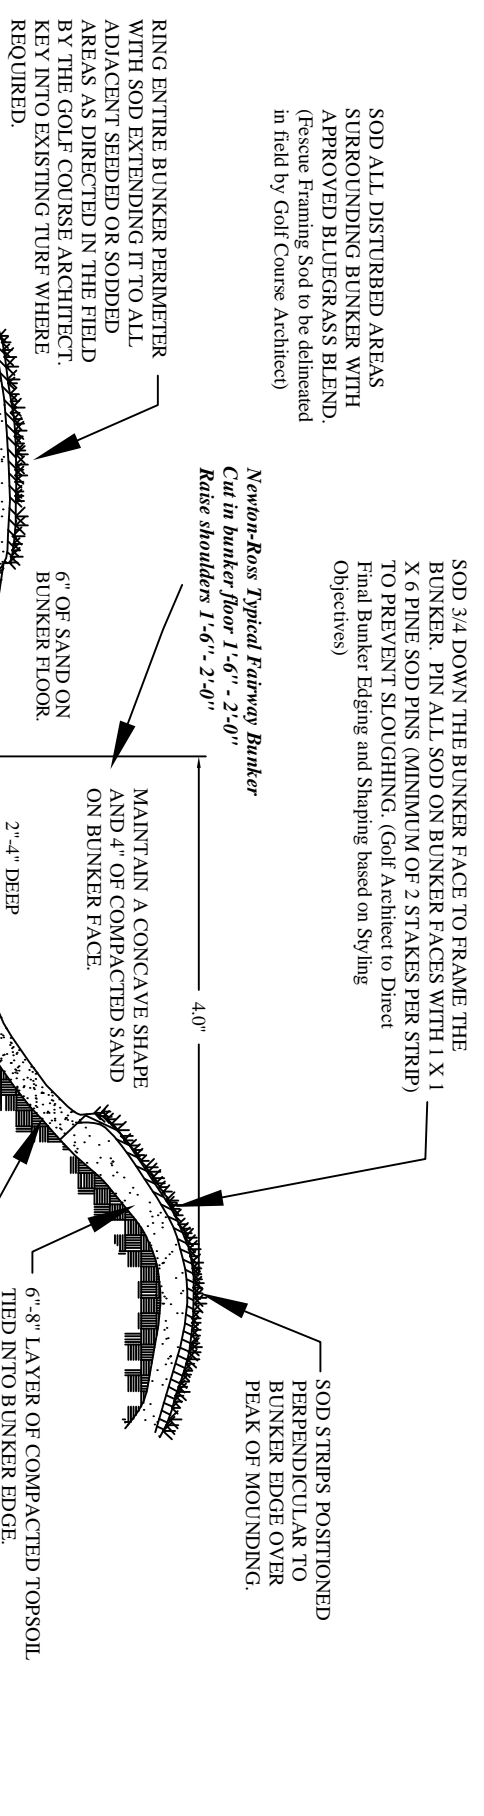 SOD ALL DISTURBED AREAS
SURROUNDING BUNKER WITH
APPROVED BLUEGRASS BLEND.
(Fescue Framing Sod to be delineated
in field by Golf Course Architect)
SOD 3/4 DOWN THE BUNKER FACE TO FRAME THE
BUNKER. PIN ALL SOD ON BUNKER FACES WITH 1 X 1
X 6 PINE SOD PINS (MINIMUM OF 2 STAKES PER STRIP)
TO PREVENT SLOUGHING. (Golf Architect to Direct
Final Bunker Edging and Shaping based on Styling
Objectives)
RING ENTIRE BUNKER PERIMETER
WITH SOD EXTENDING IT TO ALL
ADJACENT SEEDED OR SODDED
AREAS AS DIRECTED IN THE FIELD
BY THE GOLF COURSE ARCHITECT.
KEY INTO EXISTING TURF WHERE
REQUIRED.
Newton-Ross Typical Fairway Bunker
Cut in bunker floor 1'-6" - 2'-0"
Raise shoulders 1'-6"- 2'-0"
4.0"
SOD STRIPS POSITIONED
PERPENDICULAR TO
BUNKER EDGE OVER
PEAK OF MOUNDING.
MAINTAIN A CONCAVE SHAPE
AND 4" OF COMPACTED SAND
ON BUNKER FACE.
6" OF SAND ON
BUNKER FLOOR.
2"-4" DEEP
6"-8" LAYER OF COMPACTED TOPSOIL
TIED INTO BUNKER EDGE.